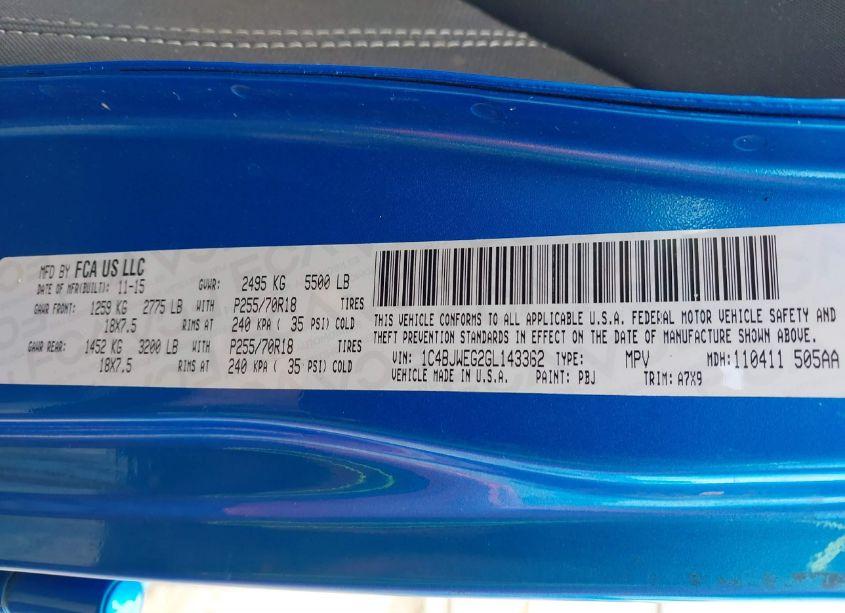 MFD BY FCA US LLC
DATE OF MFR(BUILT): 11-15 GVWR: 2495 KG 5500 LB
GAWR FRONT: 1259 KG 2775 LB WITH P255/70R18 TIRES
18X7.5 RIMS AT 240 KPA ( 35 PSI) COLD
GAWR REAR: 1452 KG 3200 LB WITH P255/70R18 TIRES
18X7.5 RIMS AT 240 KPA ( 35 PSI) COLD
THIS VEHICLE CONFORMS TO ALL APPLICABLE U.S.A. FEDERAL MOTOR VEHICLE SAFETY AND
THEFT PREVENTION STANDARDS IN EFFECT ON THE DATE OF MANUFACTURE SHOWN ABOVE.
VIN: 1C4BJWEG2GL143362 TYPE: MPV MDH: 110411 505AA
VEHICLE MADE IN U.S.A. PAINT: PBJ TRIM: A7X9